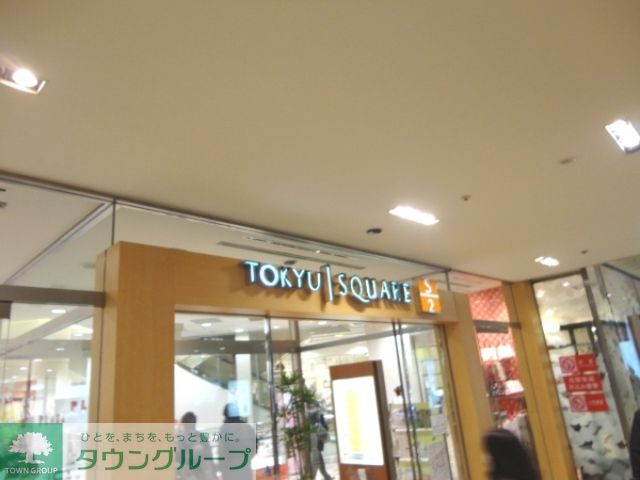 TOKYU SQUARE
S
2
ひとを、まちを、もっと豊かに。
タウングループ
TOWN GROUP